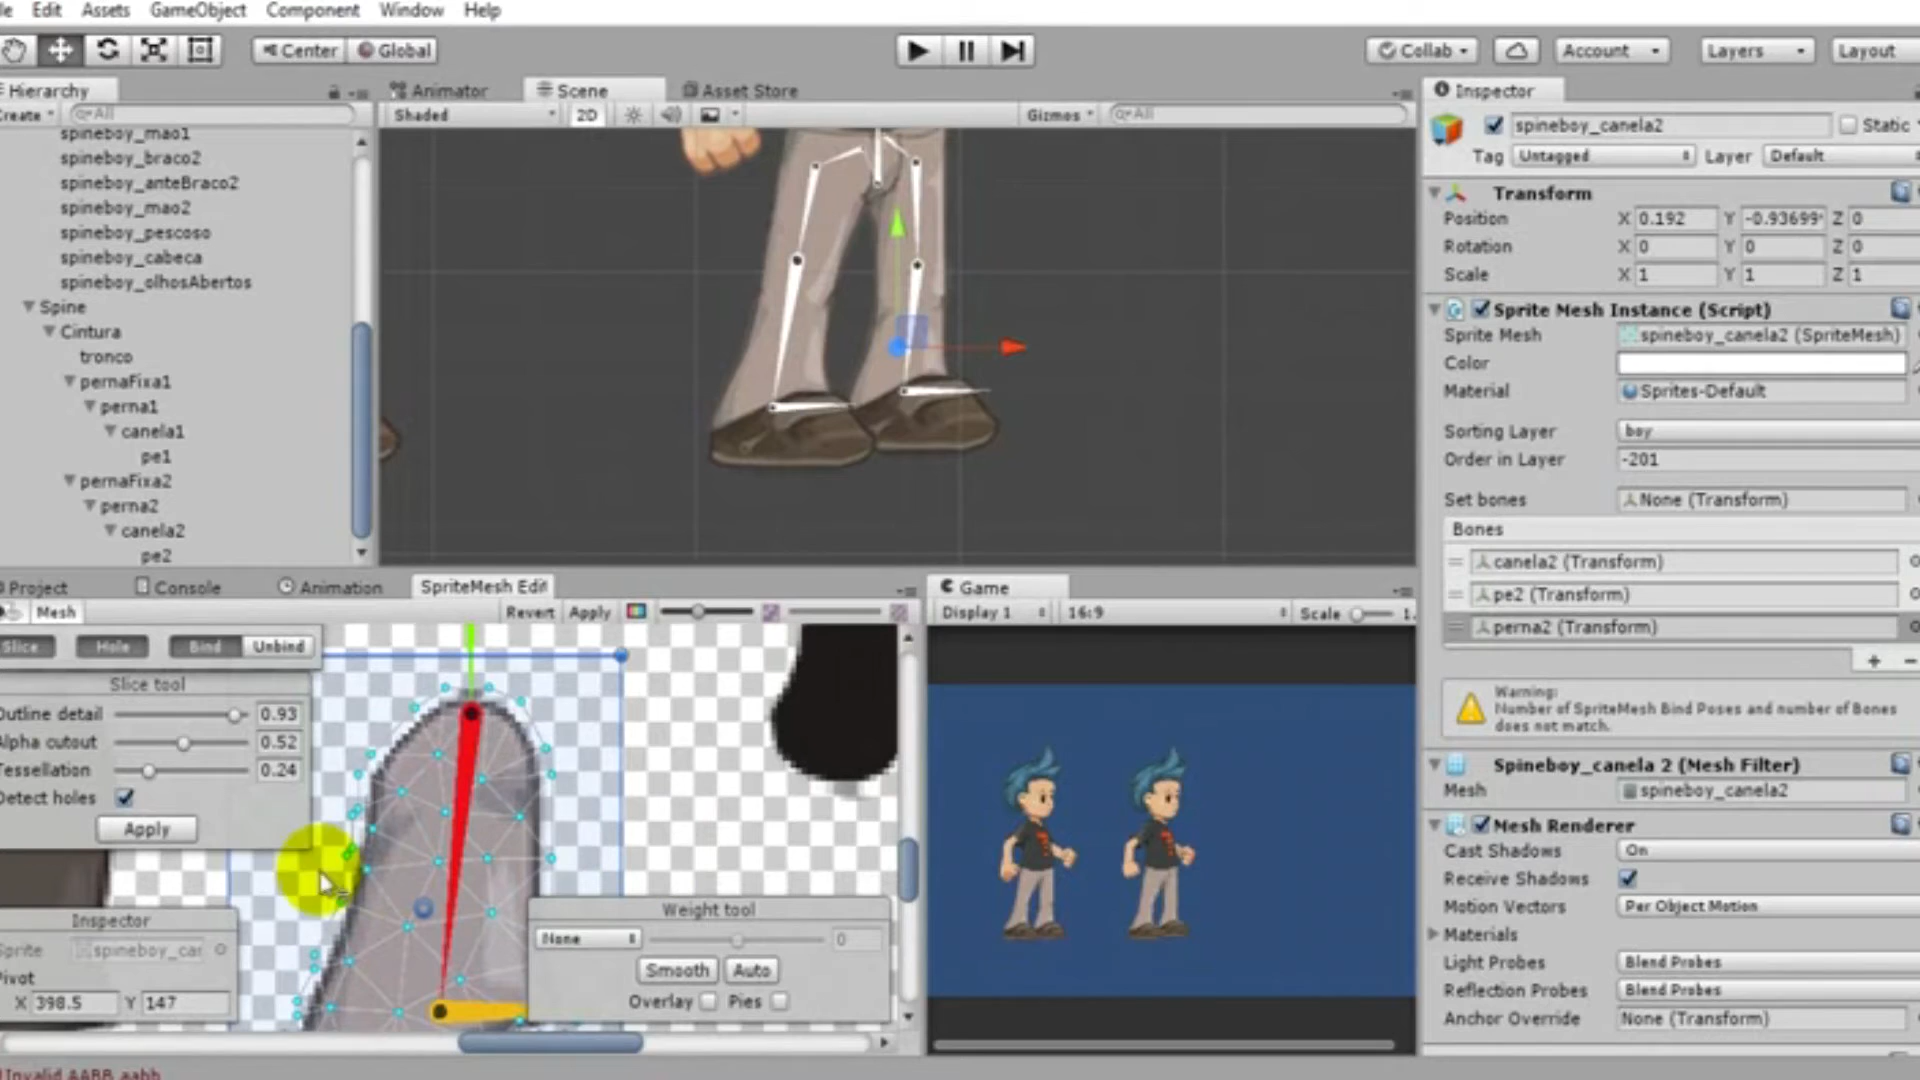 Edit Assets GameObject Component Window Help
Center Global Collab Account Layers Layout
Hierarchy
Create All
spineboy_mao1
spineboy_braco2
spineboy_anteBraco2
spineboy_mao2
spineboy_pescoso
spineboy_cabeca
spineboy_olhosAbertos
Spine
Cintura
tronco
pernaFixa1
perna1
canela1
pe1
pernaFixa2
perna2
canela2
pe2
Animator Scene Asset Store
Shaded 2D Gizmos All
Inspector
spineboy_canela2 Static
Tag Untagged Layer Default
Transform
Position X 0.192 Y -0.93699 Z 0
Rotation X 0 Y 0 Z 0
Scale X 1 Y 1 Z 1
Sprite Mesh Instance (Script)
Sprite Mesh spineboy_canela2 (SpriteMesh)
Color
Material Sprites-Default
Sorting Layer boy
Order in Layer -201
Set bones None (Transform)
Bones
canela2 (Transform)
pe2 (Transform)
perna2 (Transform)
+ -
Warning:
Number of SpriteMesh Bind Poses and number of Bones
does not match.
Spineboy_canela 2 (Mesh Filter)
Mesh spineboy_canela2
Mesh Renderer
Cast Shadows On
Receive Shadows
Motion Vectors Per Object Motion
Materials
Light Probes Blend Probes
Reflection Probes Blend Probes
Anchor Override None (Transform)
Project Console Animation SpriteMesh Edit
Mesh Revert Apply
Slice Hole Bind Unbind
Slice tool
Outline detail 0.93
Alpha cutout 0.52
Tessellation 0.24
Detect holes
Apply
Inspector
Sprite spineboy_car
Pivot
X 398.5 Y 147
Weight tool
None 0
Smooth Auto
Overlay Pies
Game
Display 1 16:9 Scale 1.
Invalid AABB aabb